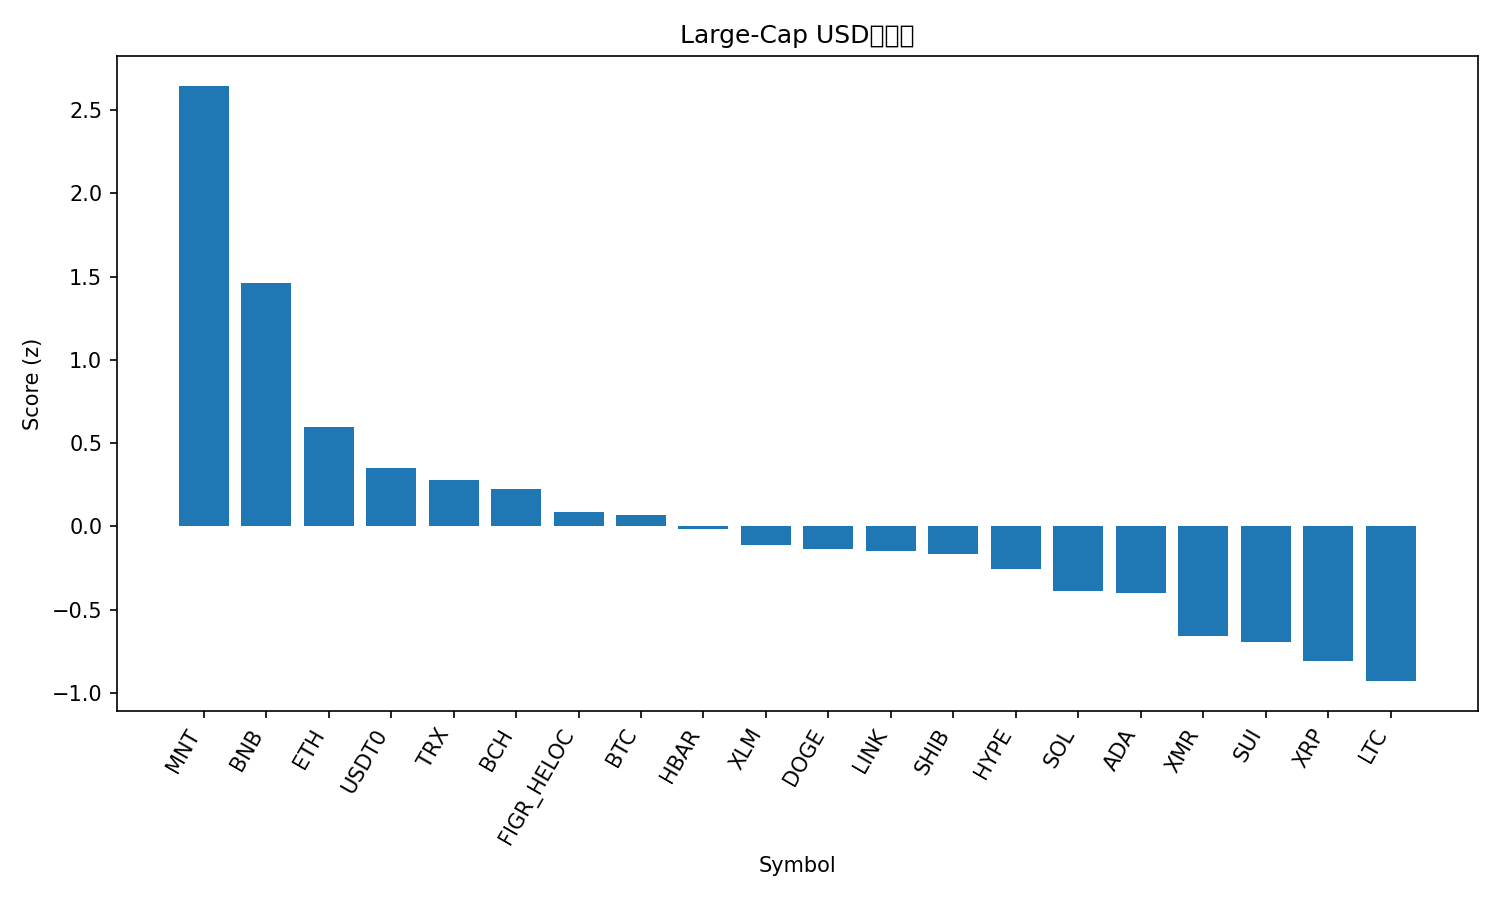 Large-Cap USD
2.5
2.0
1.5
1.0
0.5
0.0
−0.5
−1.0
Score (z)
MNT
BNB
ETH
USDT0
TRX
BCH
FIGR_HELOC
BTC
HBAR
XLM
DOGE
LINK
SHIB
HYPE
SOL
ADA
XMR
SUI
XRP
LTC
Symbol